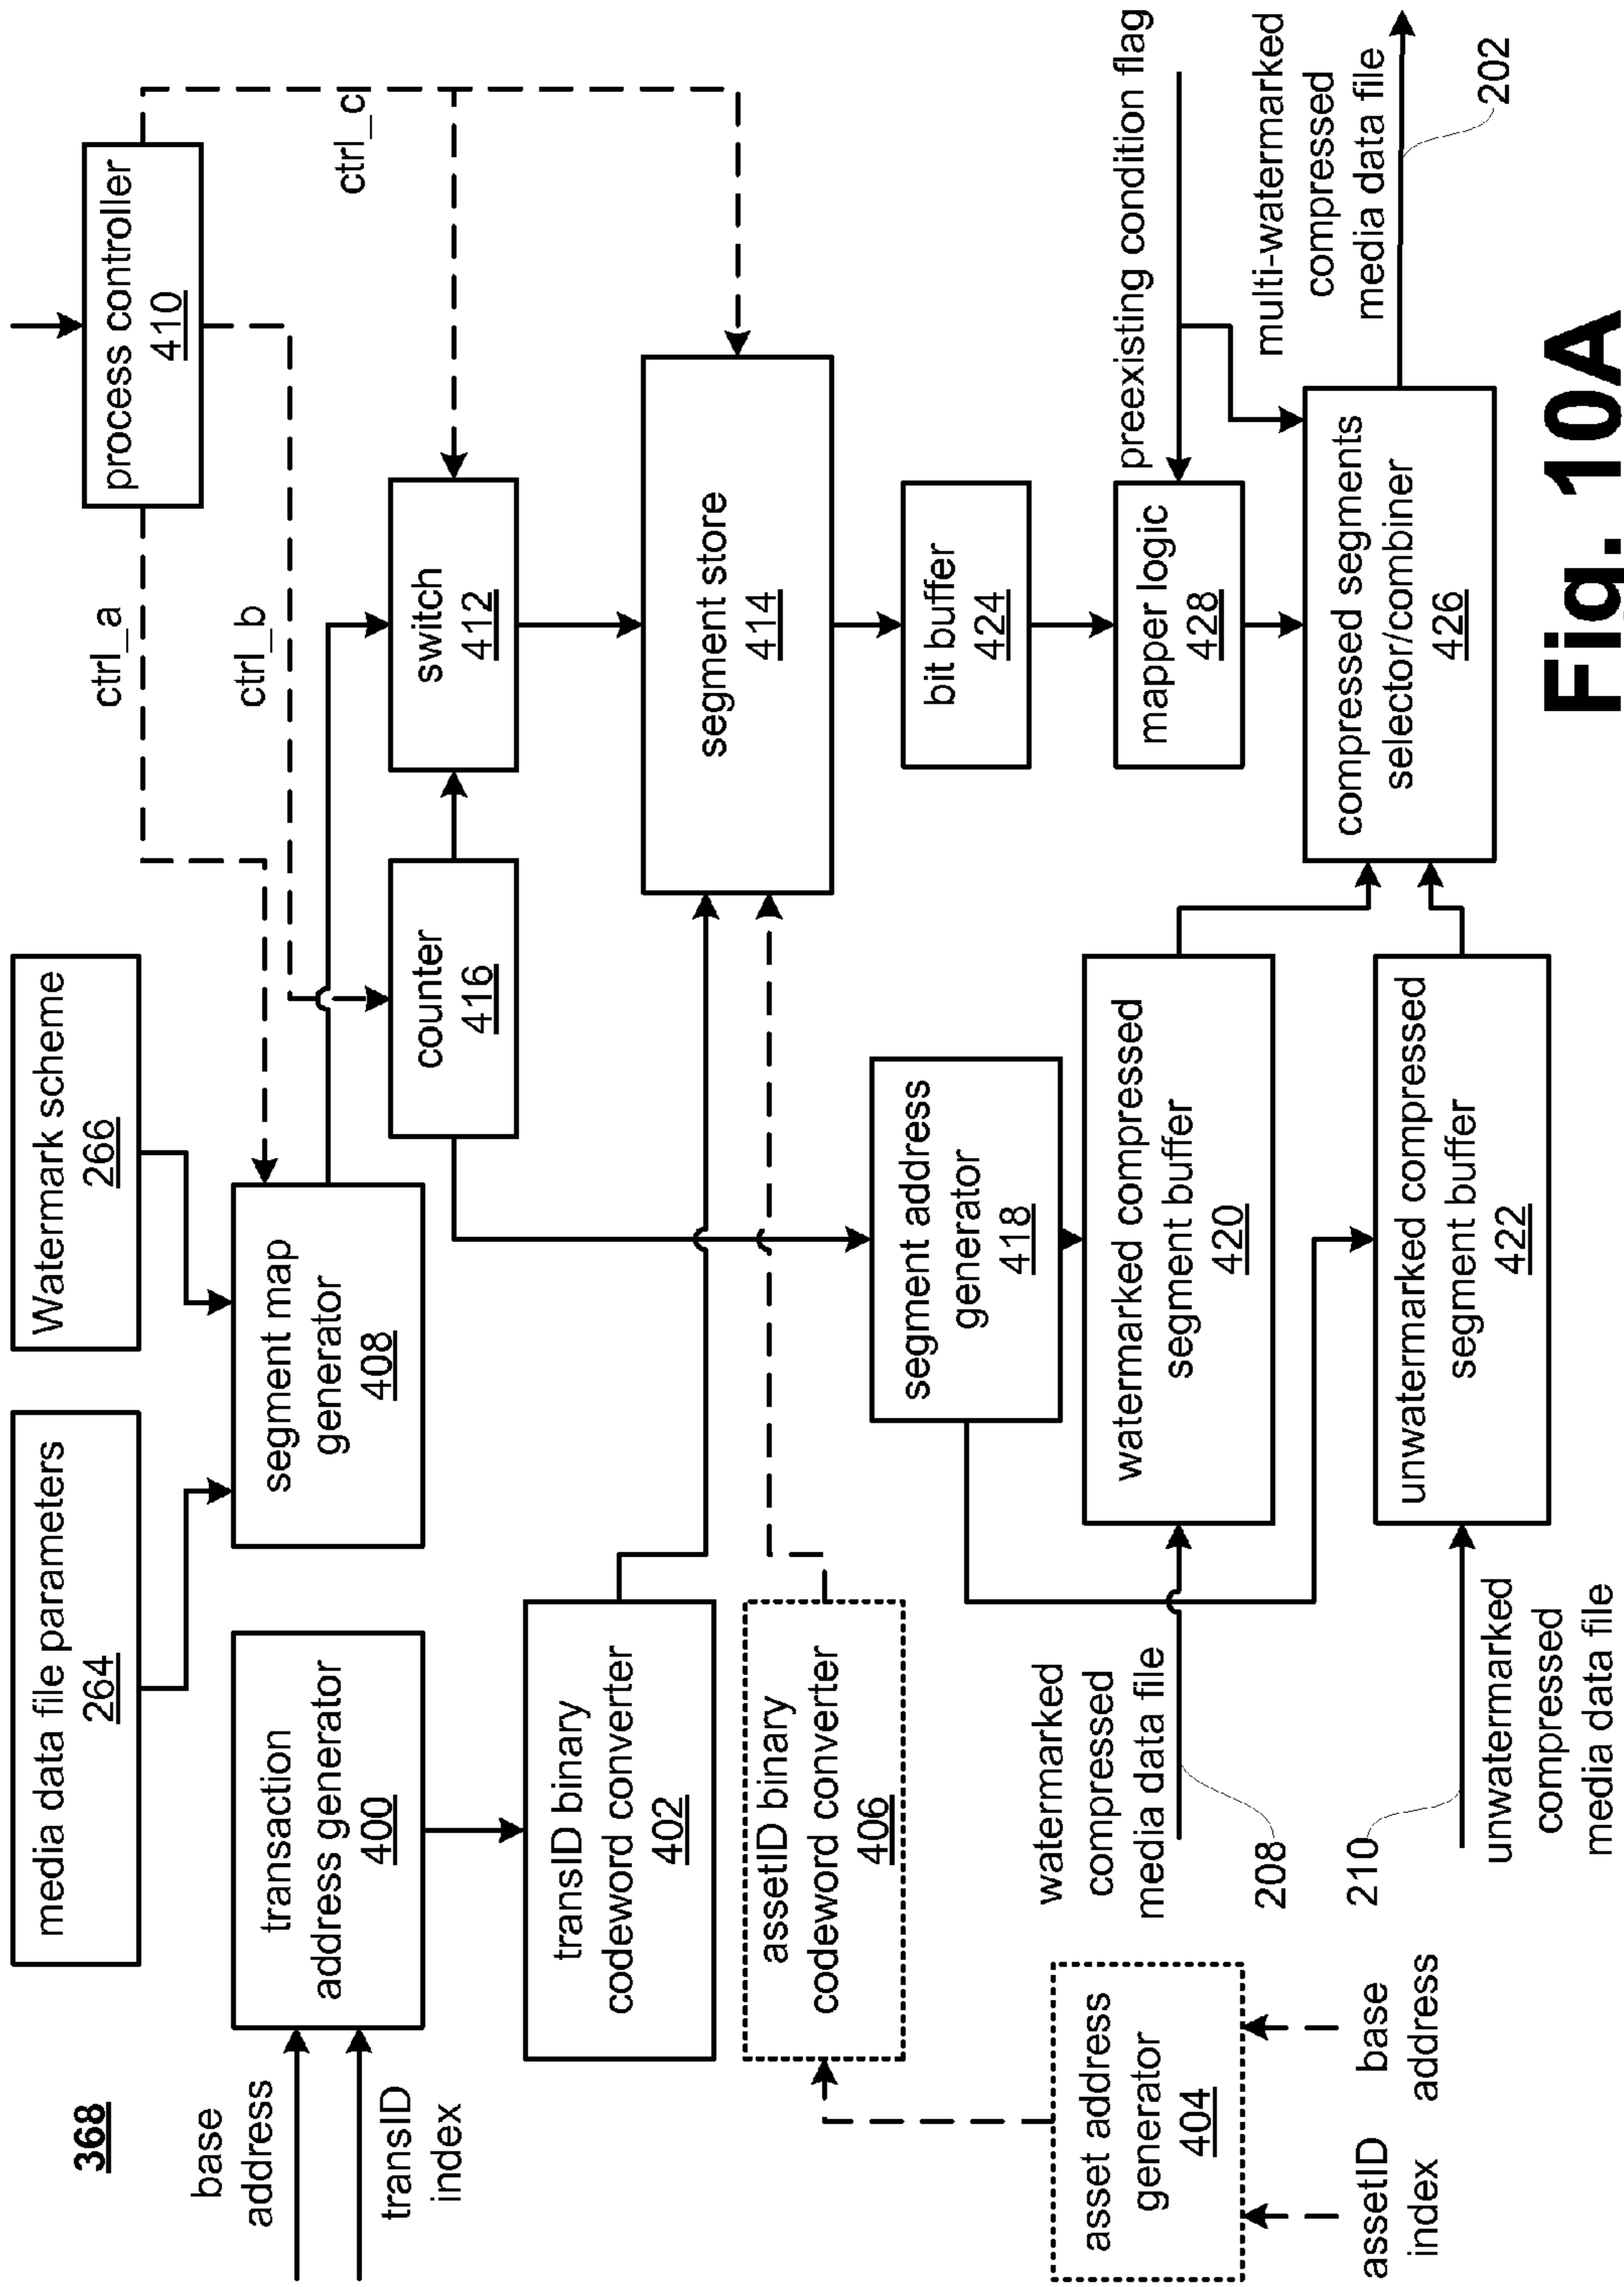 368
media data file parameters
264
Watermark scheme
266
process controller
410
base
address
transID
index
transaction
address generator
400
segment map
generator
408
ctrl_a
ctrl_b
ctrl_c
counter
416
switch
412
transID binary
codeword converter
402
segment store
414
assetID binary
codeword converter
406
segment address
generator
418
bit buffer
424
preexisting condition flag
asset address
generator
404
assetID
index
base
address
watermarked
compressed
media data file
208
watermarked compressed
segment buffer
420
mapper logic
428
multi-watermarked
compressed
media data file
202
210
unwatermarked
compressed
media data file
unwatermarked compressed
segment buffer
422
compressed segments
selector/combiner
426
Fig. 10A